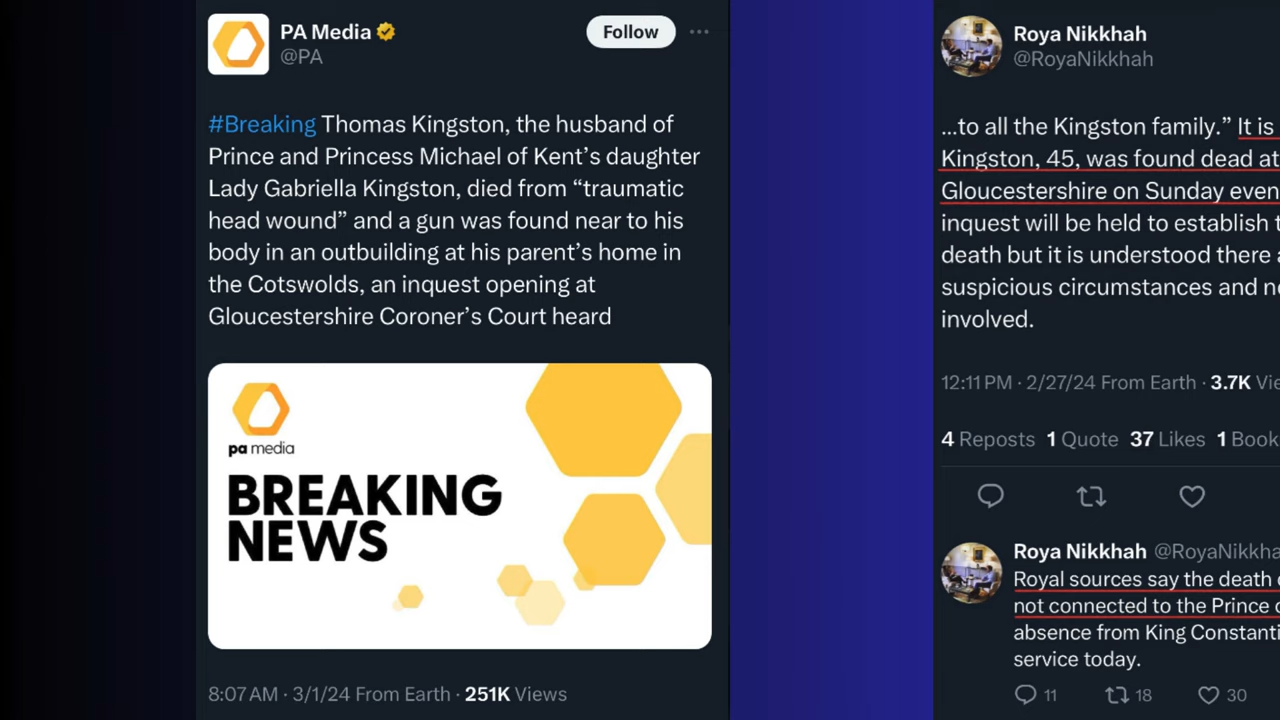 PA Media
@PA
Follow
#Breaking Thomas Kingston, the husband of
Prince and Princess Michael of Kent's daughter
Lady Gabriella Kingston, died from “traumatic
head wound” and a gun was found near to his
body in an outbuilding at his parent's home in
the Cotswolds, an inquest opening at
Gloucestershire Coroner's Court heard
pa media
BREAKING
NEWS
8:07 AM · 3/1/24 From Earth · 251K Views
Roya Nikkhah
@RoyaNikkhah
...to all the Kingston family.” It is
Kingston, 45, was found dead at
Gloucestershire on Sunday even
inquest will be held to establish t
death but it is understood there a
suspicious circumstances and no
involved.
12:11 PM · 2/27/24 From Earth · 3.7K Vie
4 Reposts 1 Quote 37 Likes 1 Book
Roya Nikkhah @RoyaNikkha
Royal sources say the death
not connected to the Prince
absence from King Constanti
service today.
11 18 30